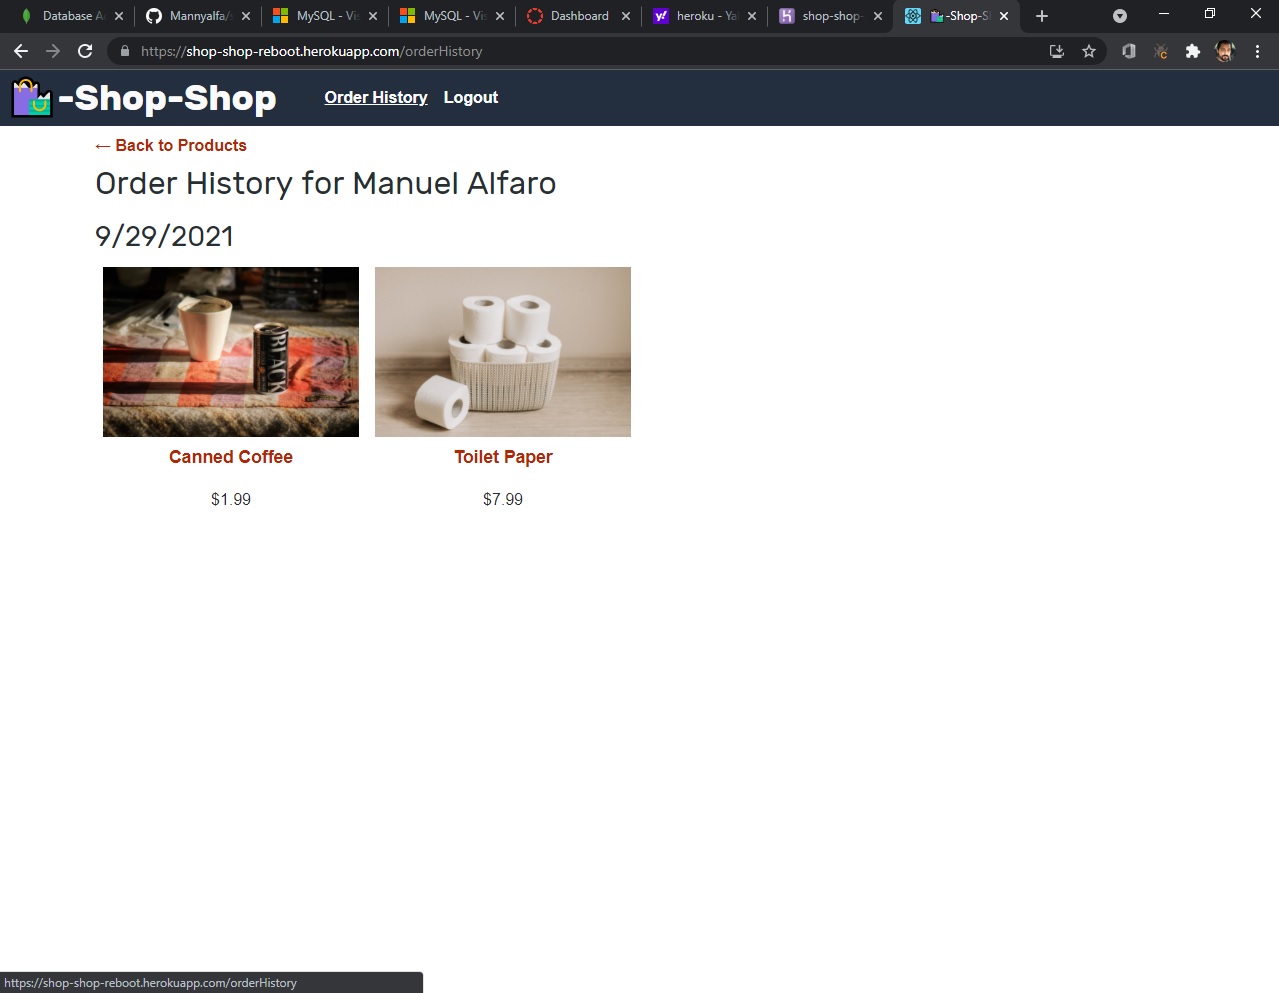 Database A
Mannyalfa/
MySQL - Vis
MySQL - Vis
Dashboard
heroku - Ya
shop-shop-
-Shop-S
https://shop-shop-reboot.herokuapp.com/orderHistory
-Shop-Shop
Order History
Logout
← Back to Products
Order History for Manuel Alfaro
9/29/2021
BLACK
Canned Coffee
Toilet Paper
$1.99
$7.99
https://shop-shop-reboot.herokuapp.com/orderHistory